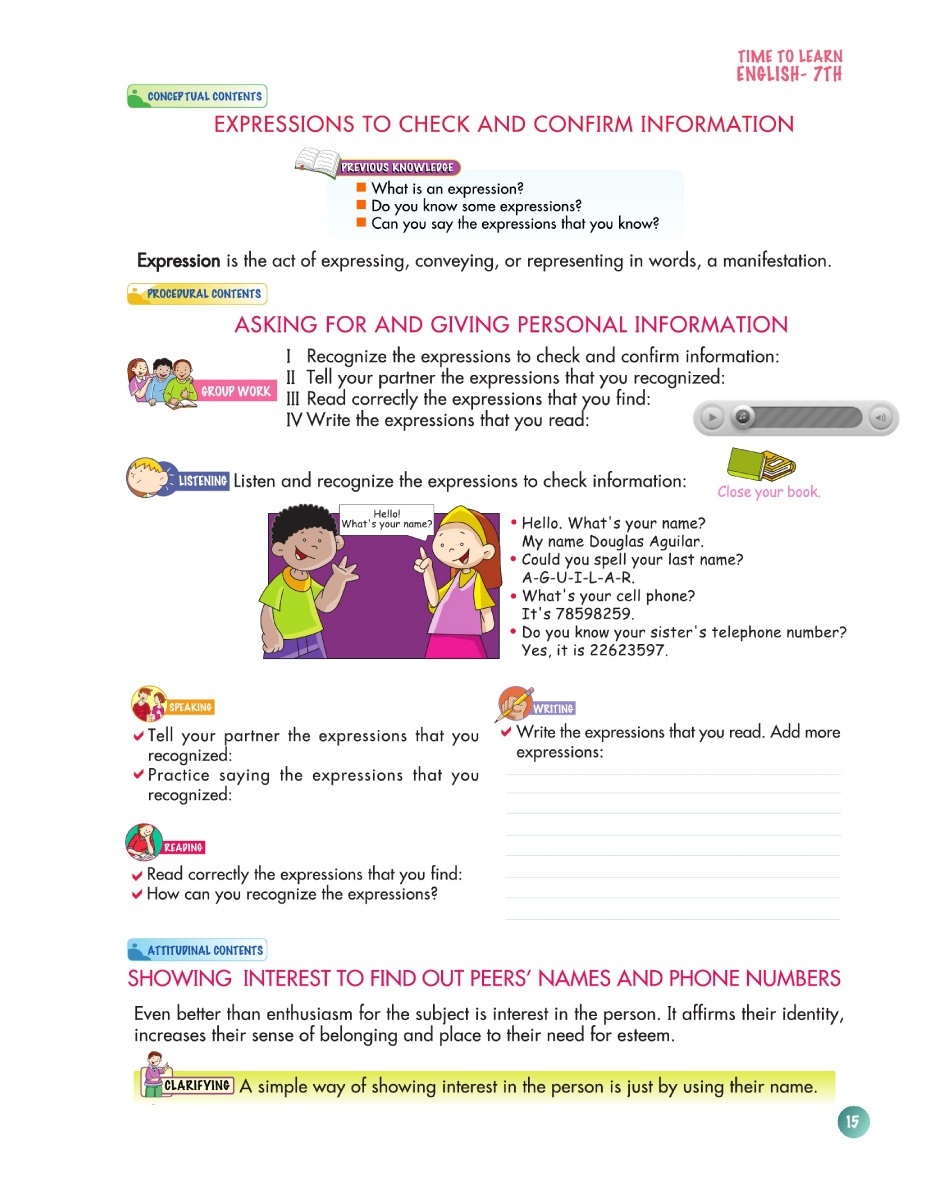 TIME TO LEARN
ENGLISH- 7TH
CONCEPTUAL CONTENTS
EXPRESSIONS TO CHECK AND CONFIRM INFORMATION
PREVIOUS KNOWLEDGE
What is an expression?
Do you know some expressions?
Can you say the expressions that you know?
Expression is the act of expressing, conveying, or representing in words, a manifestation.
PROCEDURAL CONTENTS
ASKING FOR AND GIVING PERSONAL INFORMATION
GROUP WORK
I Recognize the expressions to check and confirm information:
II Tell your partner the expressions that you recognized:
III Read correctly the expressions that you find:
IV Write the expressions that you read:
LISTENING Listen and recognize the expressions to check information:
Close your book.
Hello!
What's your name?
• Hello. What's your name?
My name Douglas Aguilar.
• Could you spell your last name?
A-G-U-I-L-A-R.
• What's your cell phone?
It's 78598259.
• Do you know your sister's telephone number?
Yes, it is 22623597.
SPEAKING
Tell your partner the expressions that you
recognized:
Practice saying the expressions that you
recognized:
READING
Read correctly the expressions that you find:
How can you recognize the expressions?
WRITING
Write the expressions that you read. Add more
expressions:
ATTITUDINAL CONTENTS
SHOWING INTEREST TO FIND OUT PEERS’ NAMES AND PHONE NUMBERS
Even better than enthusiasm for the subject is interest in the person. It affirms their identity,
increases their sense of belonging and place to their need for esteem.
CLARIFYING A simple way of showing interest in the person is just by using their name.
15